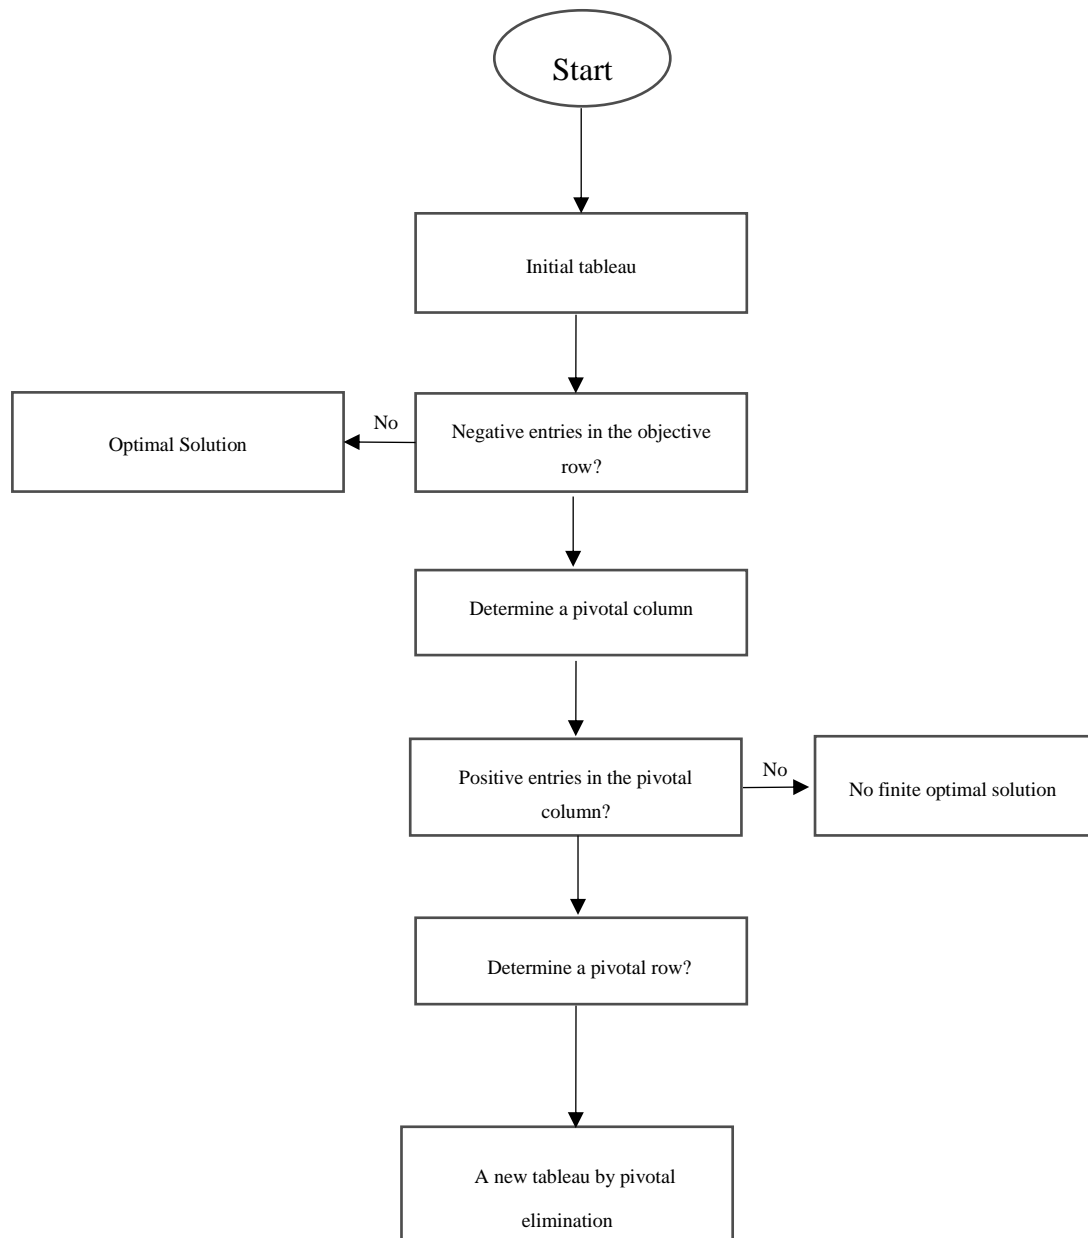 Start
Initial tableau
No
Optimal Solution
Negative entries in the objective
row?
Determine a pivotal column
Positive entries in the pivotal
column?
No
No finite optimal solution
Determine a pivotal row?
A new tableau by pivotal
elimination